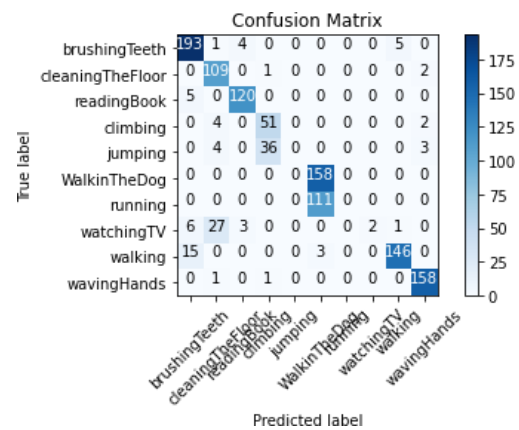 Confusion Matrix
brushingTeeth 193 1 4 0 0 0 0 0 5 0
cleaningTheFloor 0 109 0 1 0 0 0 0 0 2
readingBook 5 0 120 0 0 0 0 0 0 0
climbing 0 4 0 51 0 0 0 0 0 2
jumping 0 4 0 36 0 0 0 0 0 3
WalkinTheDog 0 0 0 0 0 158 0 0 0 0
running 0 0 0 0 0 111 0 0 0 0
watchingTV 6 27 3 0 0 0 0 2 1 0
walking 15 0 0 0 0 3 0 0 146 0
wavingHands 0 1 0 1 0 0 0 0 0 158
True label
brushingTeeth
cleaningTheFloor
readingBook
climbing
jumping
WalkinTheDog
running
watchingTV
walking
wavingHands
Predicted label
175
150
125
100
75
50
25
0